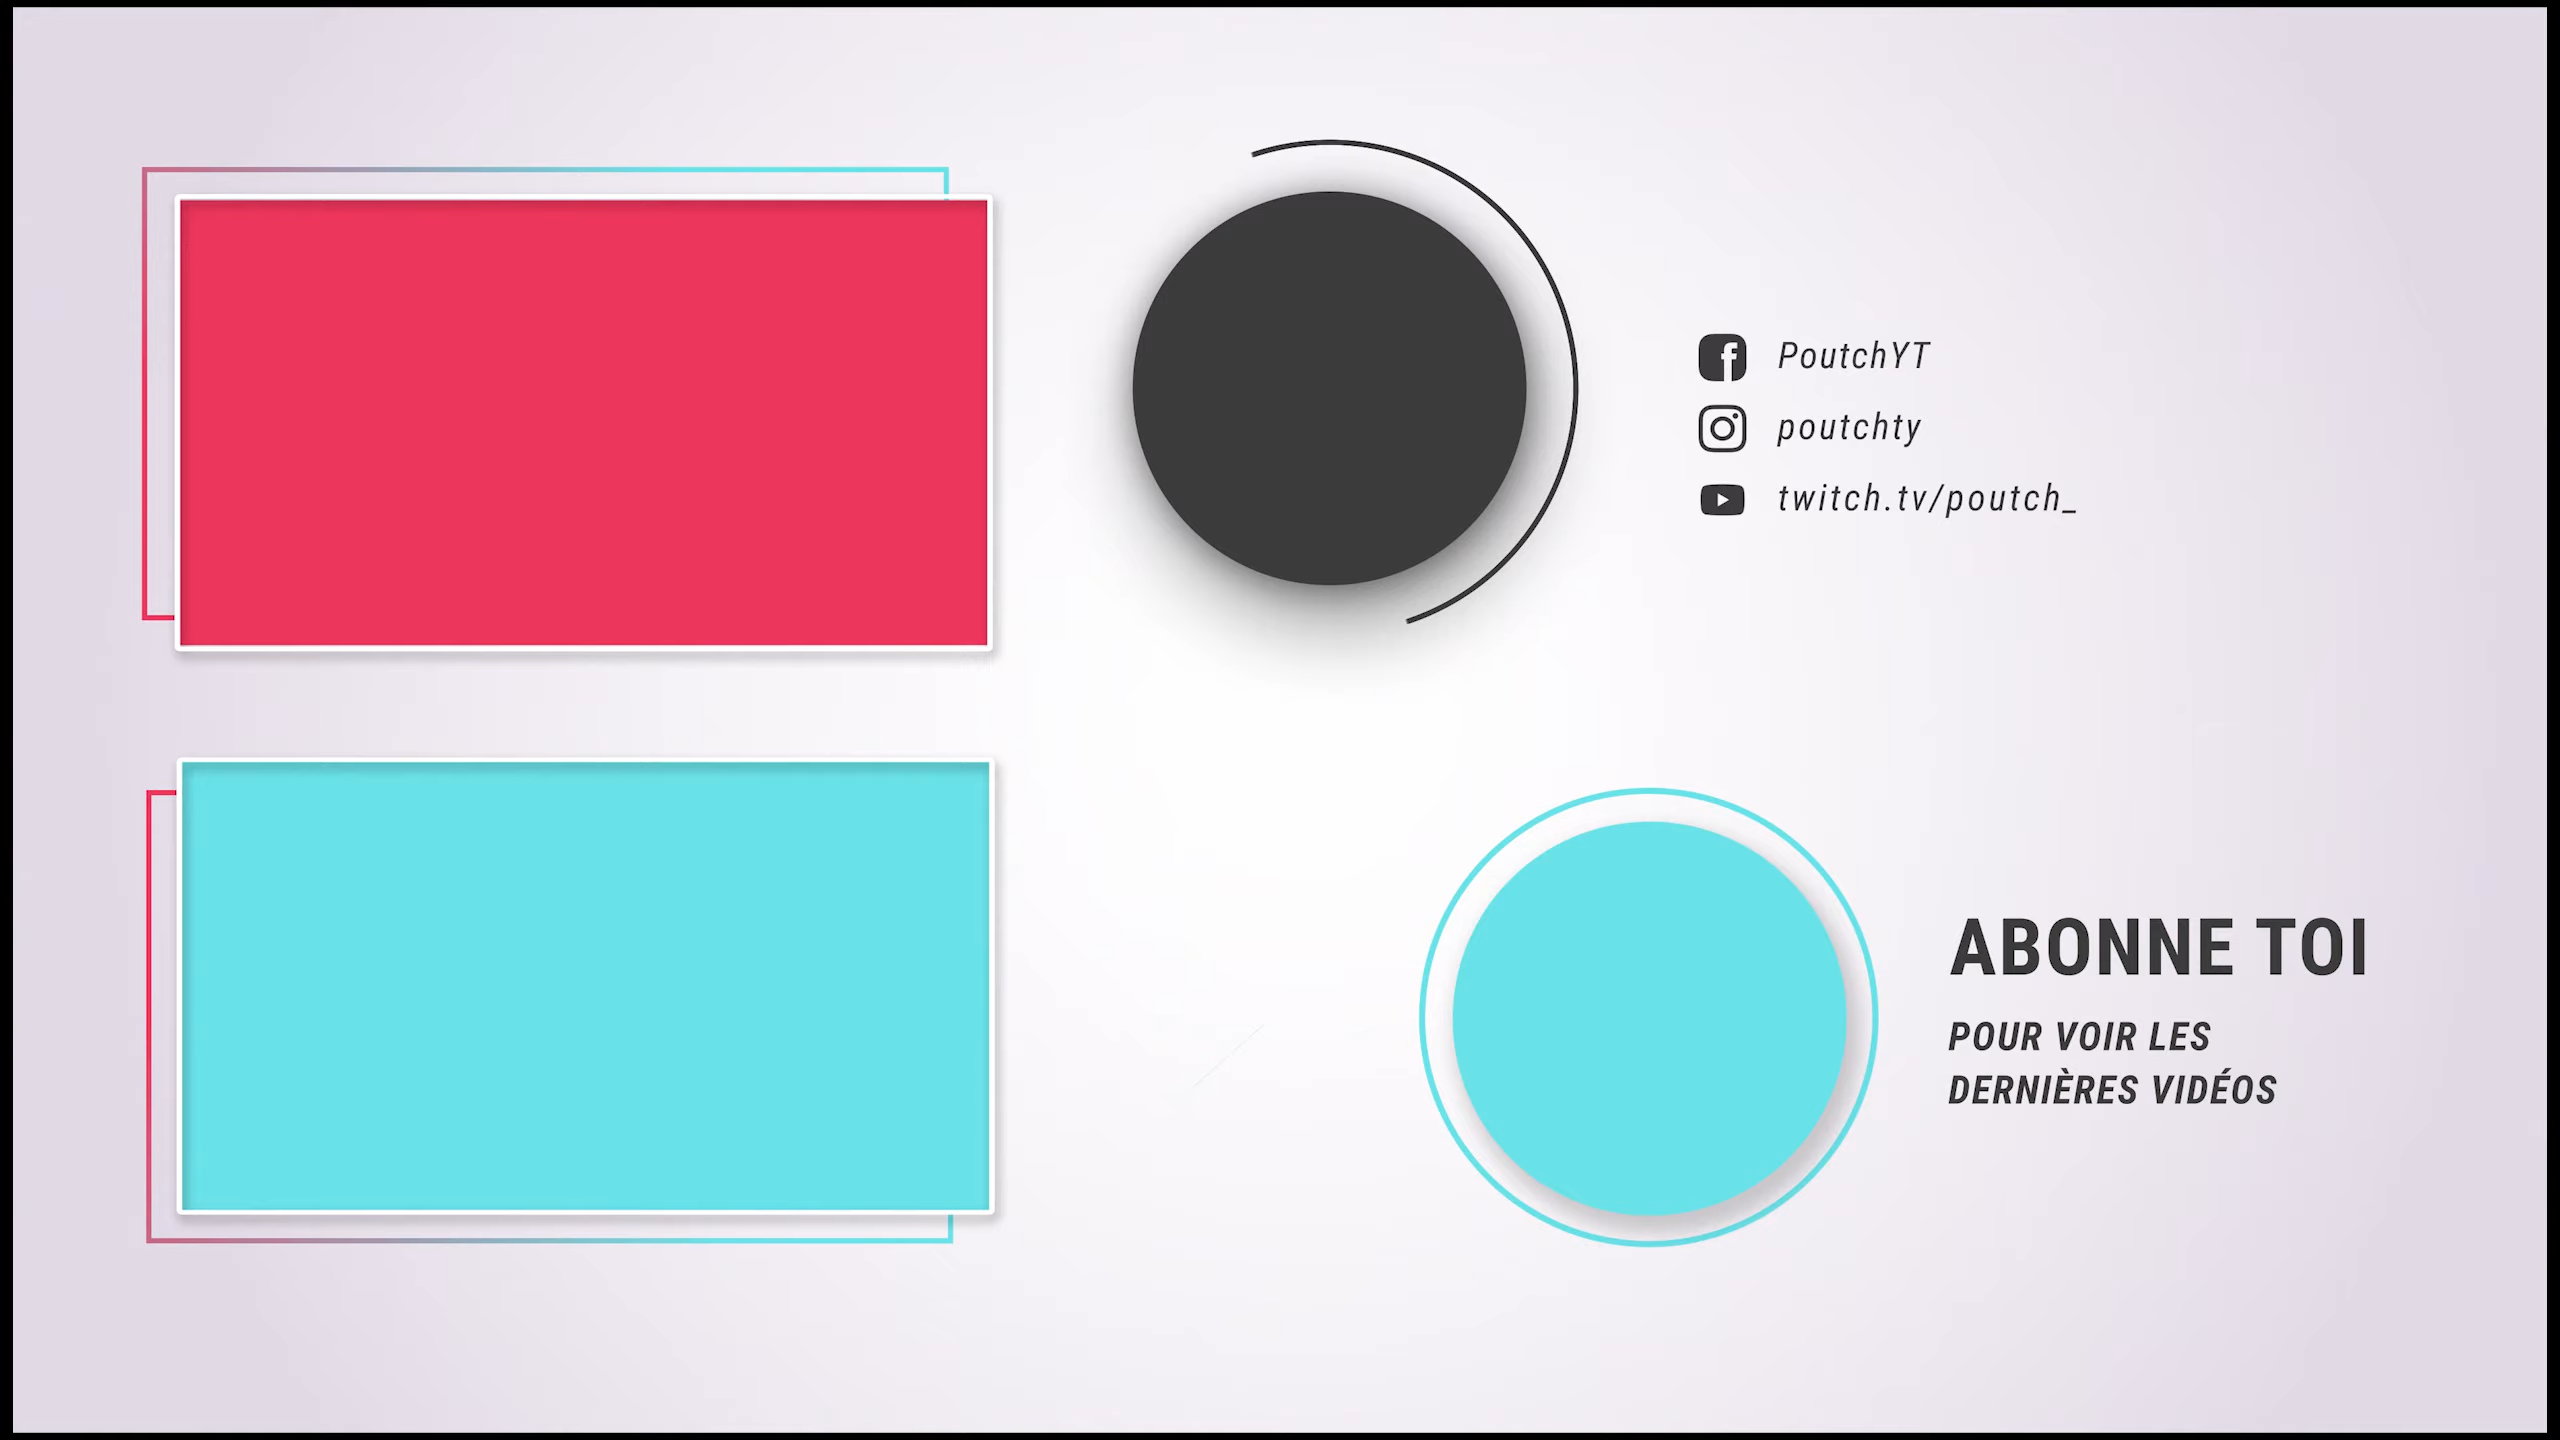 PoutchYT
poutchty
twitch.tv/poutch_
ABONNE TOI
POUR VOIR LES
DERNIÈRES VIDÉOS